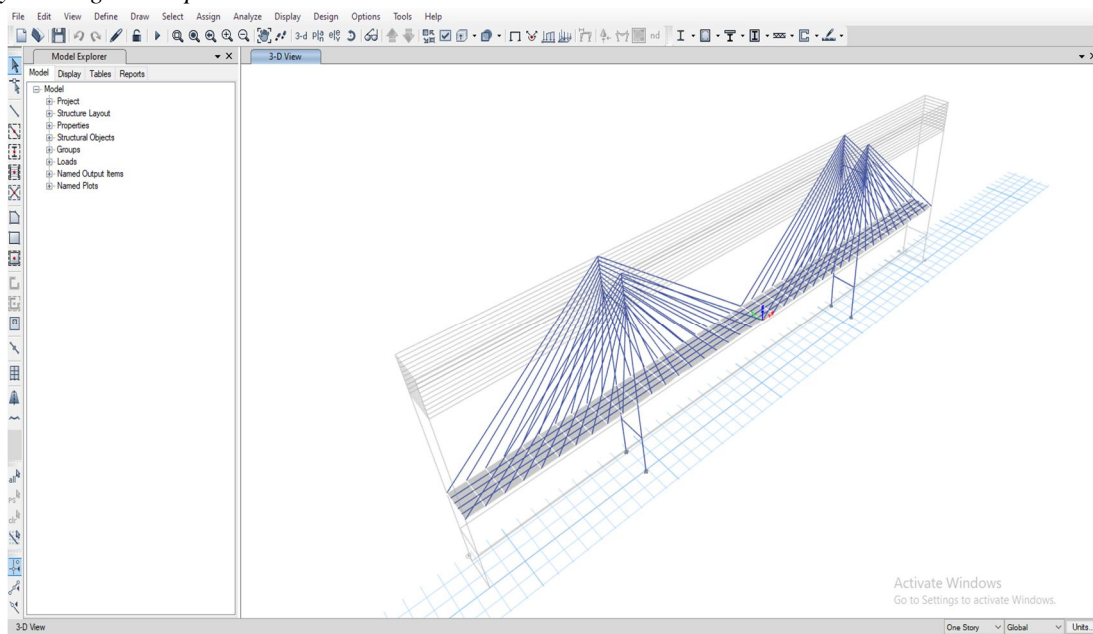 File Edit View Define Draw Select Assign Analyze Display Design Options Tools Help
3-d nd
Model Explorer
3-D View
Model Display Tables Reports
Model
Project
Structure Layout
Properties
Structural Objects
Groups
Loads
Named Output Items
Named Plots
all
Activate Windows
Go to Settings to activate Windows.
3-D View One Story Global Units...